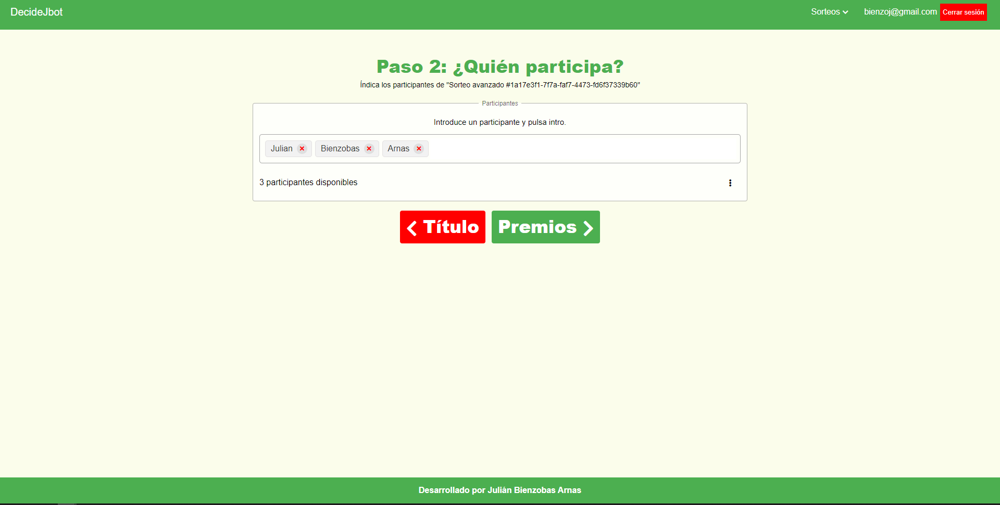 DecideJbot
Sorteos
bienzoj@gmail.com
Cerrar sesión
Paso 2: ¿Quién participa?
Índica los participantes de "Sorteo avanzado #1a17e3f1-7f7a-faf7-4473-fd6f37339b60"
Participantes
Introduce un participante y pulsa intro.
Julian
Bienzobas
Arnas
3 participantes disponibles
Título
Premios
Desarrollado por Julián Bienzobas Arnas